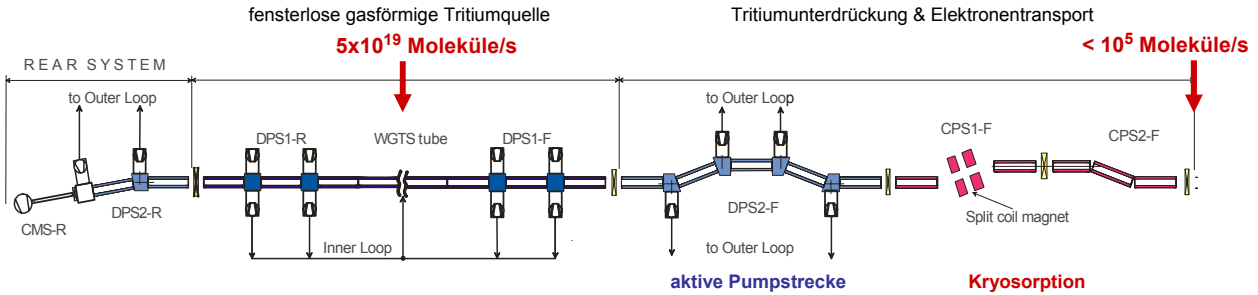 fensterlose gasförmige Tritiumquelle
Tritiumunterdrückung & Elektronentransport
5x10¹⁹ Moleküle/s
< 10⁵ Moleküle/s
REAR SYSTEM
to Outer Loop
to Outer Loop
DPS1-R
WGTS tube
DPS1-F
CPS1-F
CPS2-F
DPS2-R
CMS-R
DPS2-F
Split coil magnet
Inner Loop
to Outer Loop
aktive Pumpstrecke
Kryosorption